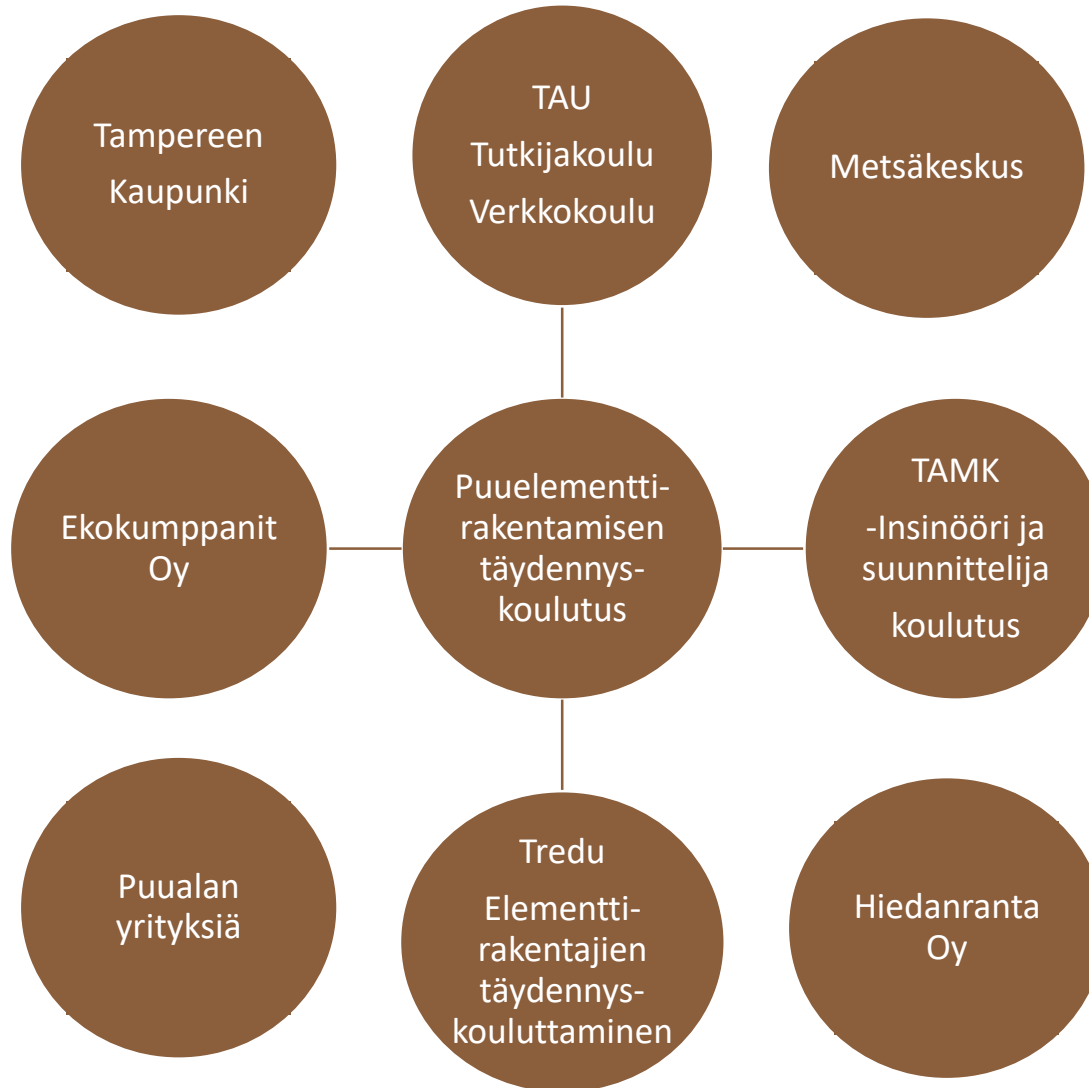 Tampereen
Kaupunki
TAU
Tutkijakoulu
Verkkokoulu
Metsäkeskus
Ekokumppanit
Oy
Puuelementti-
rakentamisen
täydennys-
koulutus
TAMK
-Insinööri ja
suunnittelija
koulutus
Puualan
yrityksiä
Tredu
Elementti-
rakentajien
täydennys-
kouluttaminen
Hiedanranta
Oy